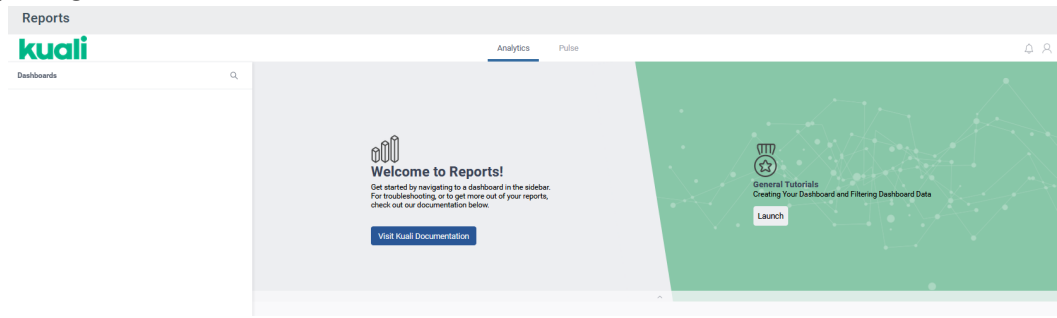 Reports
kuali
Analytics Pulse
Dashboards
Welcome to Reports!
Get started by navigating to a dashboard in the sidebar.
For troubleshooting, or to get more out of your reports,
check out our documentation below.
Visit Kuali Documentation
General Tutorials
Creating Your Dashboard and Filtering Dashboard Data
Launch